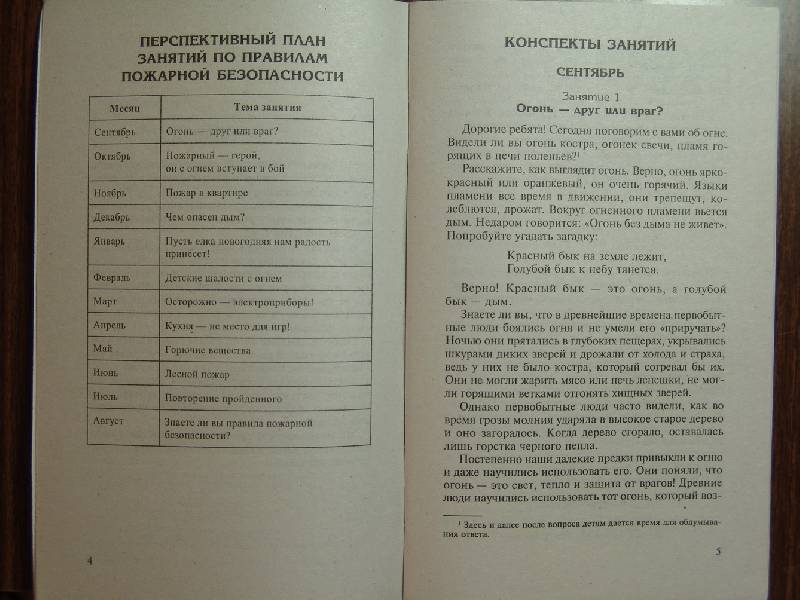 ПЕРСПЕКТИВНЫЙ ПЛАН
ЗАНЯТИЙ ПО ПРАВИЛАМ
ПОЖАРНОЙ БЕЗОПАСНОСТИ
Месяц Тема занятия
Сентябрь Огонь — друг или враг?
Октябрь Пожарный — герой,
он с огнем вступает в бой
Ноябрь Пожар в квартире
Декабрь Чем опасен дым?
Январь Пусть елка новогодняя нам радость
принесет!
Февраль Детские шалости с огнем
Март Осторожно — электроприборы!
Апрель Кухня — не место для игр!
Май Горючие вещества
Июнь Лесной пожар
Июль Повторение пройденного
Август Знаете ли вы правила пожарной
безопасности?
4
КОНСПЕКТЫ ЗАНЯТИЙ
СЕНТЯБРЬ
Занятие 1
Огонь — друг или враг?
Дорогие ребята! Сегодня поговорим с вами об огне.
Видели ли вы огонь костра, огонек свечи, пламя го-
рящих в печи поленьев?¹
Расскажите, как выглядит огонь. Верно, огонь ярко-
красный или оранжевый, он очень горячий. Языки
пламени все время в движении, они трепещут, ко-
леблются, дрожат. Вокруг огненного пламени вьется
дым. Недаром говорится: «Огонь без дыма не живет».
Попробуйте угадать загадку:
Красный бык на земле лежит,
Голубой бык к небу тянется.
Верно! Красный бык — это огонь, а голубой
бык — дым.
Знаете ли вы, что в древнейшие времена первобыт-
ные люди боялись огня и не умели его «приручать»?
Ночью они прятались в глубоких пещерах, укрывались
шкурами диких зверей и дрожали от холода и страха,
ведь у них не было костра, который согревал бы их.
Они не могли жарить мясо или печь лепешки, не мог-
ли горящими ветками отгонять хищных зверей.
Однако первобытные люди часто видели, как во
время грозы молния ударяла в высокое старое дерево
и оно загоралось. Когда дерево сгорало, оставалась
лишь горстка черного пепла.
Постепенно наши далекие предки привыкли к огню
и даже научились использовать его. Они поняли, что
огонь — это свет, тепло и защита от врагов! Древние
люди научились использовать тот огонь, который воз-
¹ Здесь и далее после вопроса детям дается время для обдумыва-
ния ответа.
5